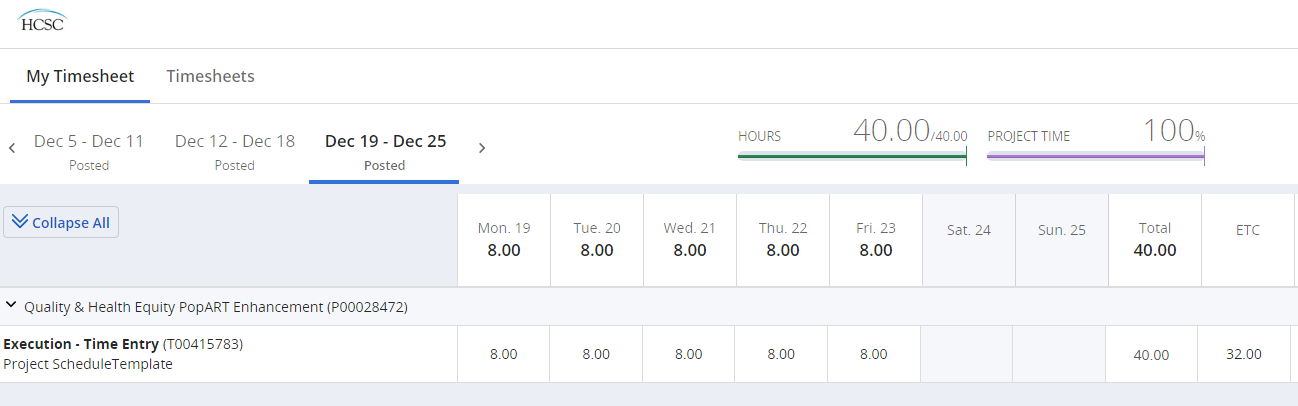 HCSC
My Timesheet Timesheets
Dec 5 - Dec 11 Dec 12 - Dec 18 Dec 19 - Dec 25
Posted Posted Posted
HOURS 40.00/40.00 PROJECT TIME 100%
Collapse All
Mon. 19 Tue. 20 Wed. 21 Thu. 22 Fri. 23 Sat. 24 Sun. 25 Total ETC
8.00 8.00 8.00 8.00 8.00 40.00
Quality & Health Equity PopART Enhancement (P00028472)
Execution - Time Entry (T00415783)
Project ScheduleTemplate
8.00 8.00 8.00 8.00 8.00 40.00 32.00